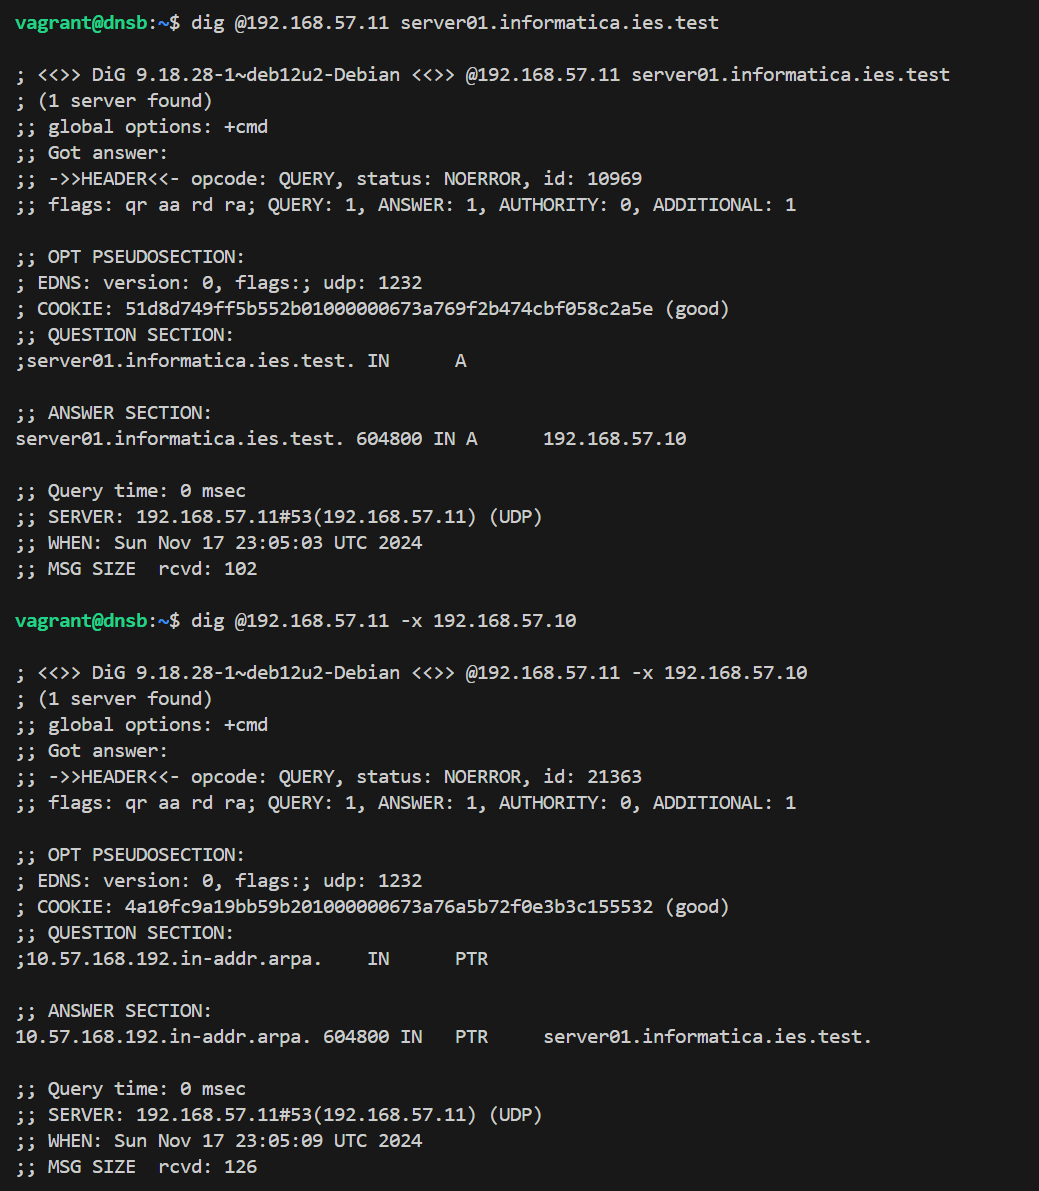 vagrant@dnsb:~$ dig @192.168.57.11 server01.informatica.ies.test
; <<>> DiG 9.18.28-1~deb12u2-Debian <<>> @192.168.57.11 server01.informatica.ies.test
; (1 server found)
;; global options: +cmd
;; Got answer:
;; ->>HEADER<<- opcode: QUERY, status: NOERROR, id: 10969
;; flags: qr aa rd ra; QUERY: 1, ANSWER: 1, AUTHORITY: 0, ADDITIONAL: 1
;; OPT PSEUDOSECTION:
; EDNS: version: 0, flags:; udp: 1232
; COOKIE: 51d8d749ff5b552b01000000673a769f2b474cbf058c2a5e (good)
;; QUESTION SECTION:
;server01.informatica.ies.test. IN      A
;; ANSWER SECTION:
server01.informatica.ies.test. 604800 IN A      192.168.57.10
;; Query time: 0 msec
;; SERVER: 192.168.57.11#53(192.168.57.11) (UDP)
;; WHEN: Sun Nov 17 23:05:03 UTC 2024
;; MSG SIZE  rcvd: 102
vagrant@dnsb:~$ dig @192.168.57.11 -x 192.168.57.10
; <<>> DiG 9.18.28-1~deb12u2-Debian <<>> @192.168.57.11 -x 192.168.57.10
; (1 server found)
;; global options: +cmd
;; Got answer:
;; ->>HEADER<<- opcode: QUERY, status: NOERROR, id: 21363
;; flags: qr aa rd ra; QUERY: 1, ANSWER: 1, AUTHORITY: 0, ADDITIONAL: 1
;; OPT PSEUDOSECTION:
; EDNS: version: 0, flags:; udp: 1232
; COOKIE: 4a10fc9a19bb59b201000000673a76a5b72f0e3b3c155532 (good)
;; QUESTION SECTION:
;10.57.168.192.in-addr.arpa.    IN      PTR
;; ANSWER SECTION:
10.57.168.192.in-addr.arpa. 604800 IN   PTR     server01.informatica.ies.test.
;; Query time: 0 msec
;; SERVER: 192.168.57.11#53(192.168.57.11) (UDP)
;; WHEN: Sun Nov 17 23:05:09 UTC 2024
;; MSG SIZE  rcvd: 126